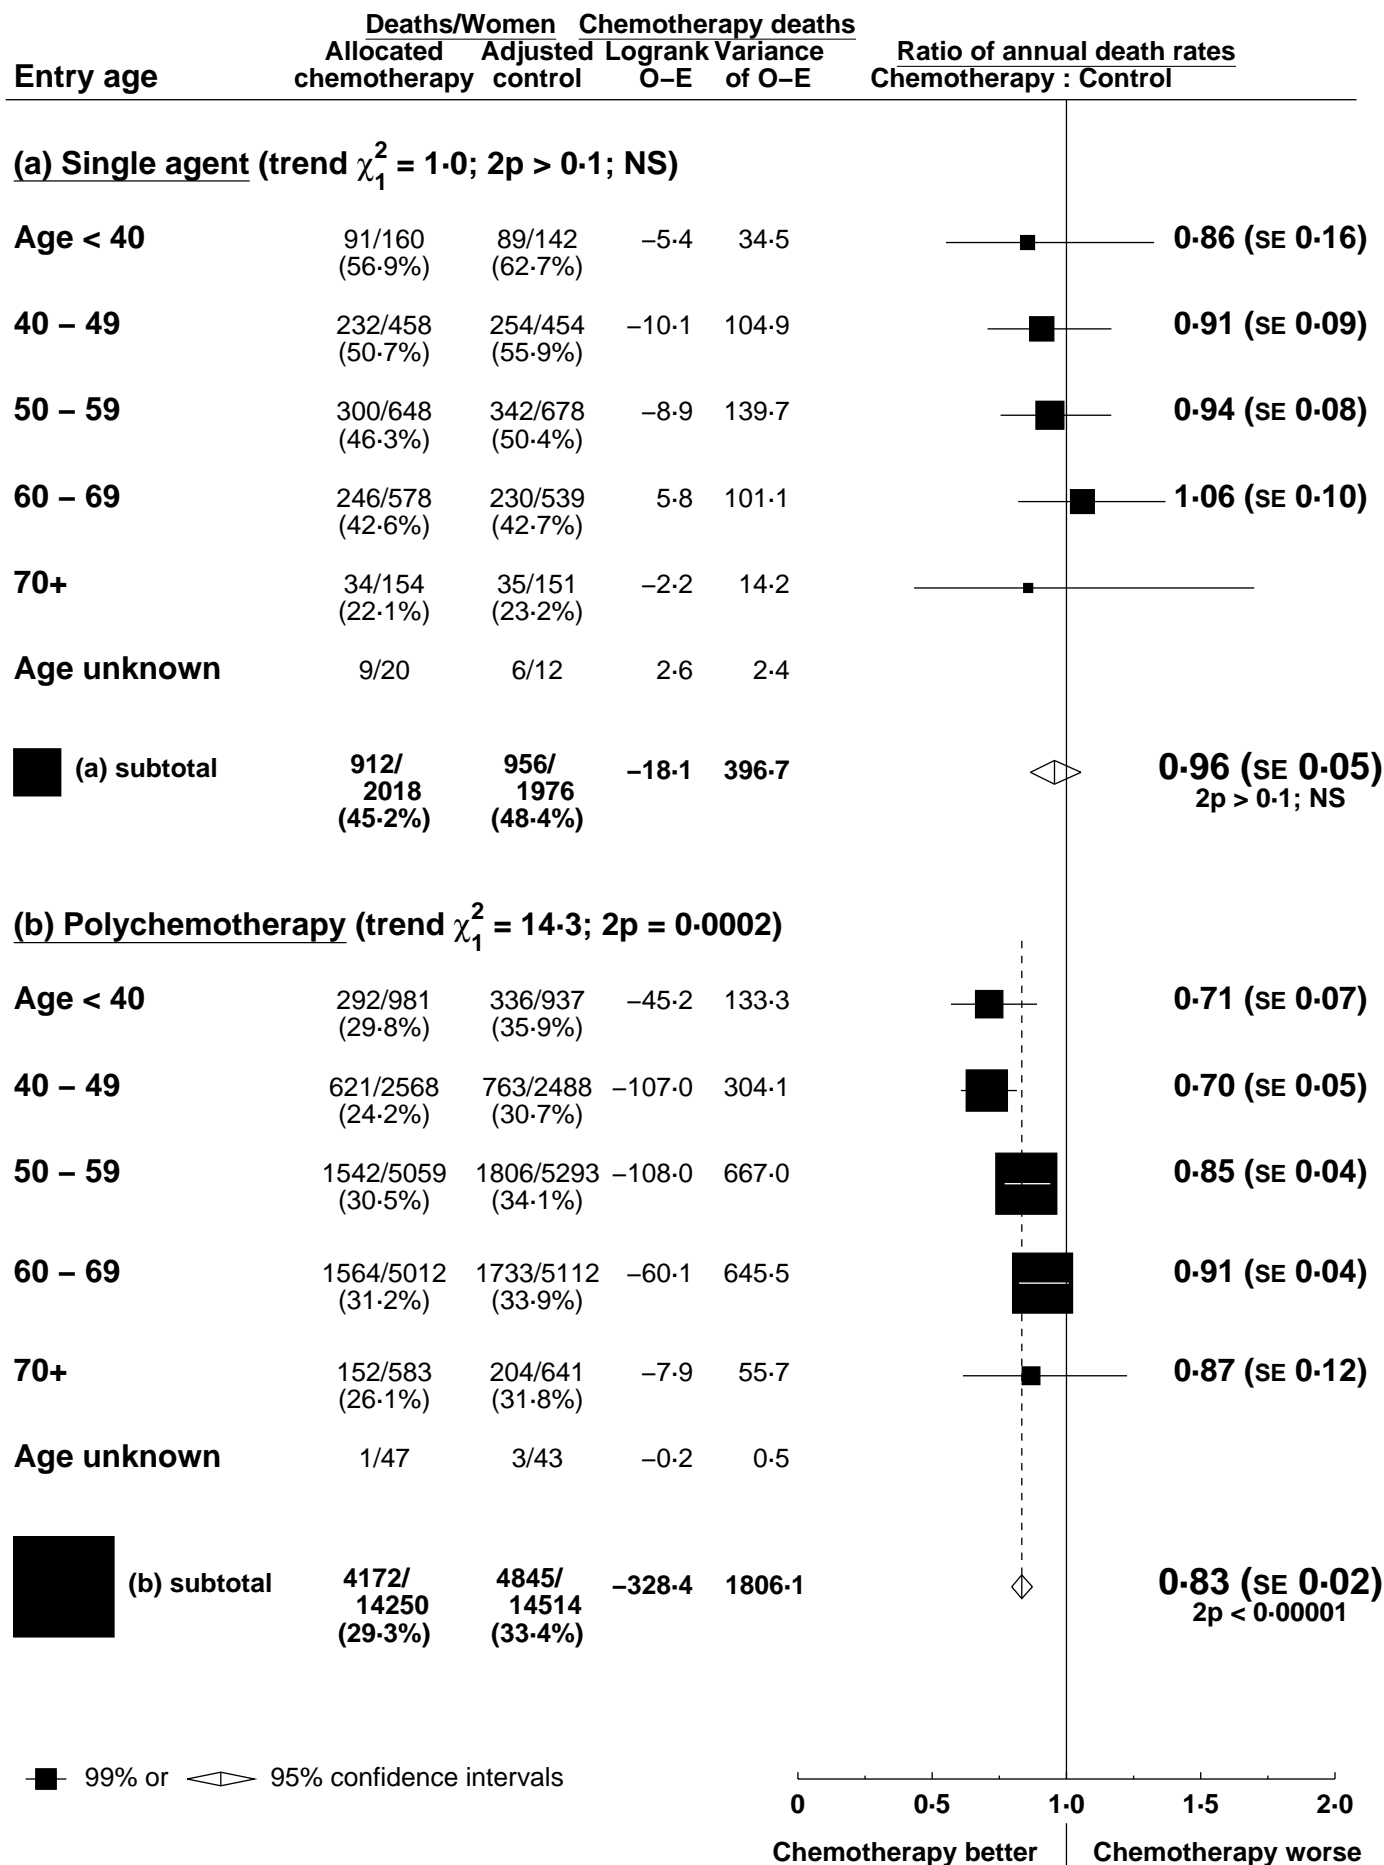 Deaths/Women Chemotherapy deaths
Allocated Adjusted Logrank Variance Ratio of annual death rates
Entry age chemotherapy control O–E of O–E Chemotherapy : Control
(a) Single agent (trend χ²₁ = 1·0; 2p > 0·1; NS)
Age < 40 91/160 89/142 –5·4 34·5 0·86 (SE 0·16)
(56·9%) (62·7%)
40 – 49 232/458 254/454 –10·1 104·9 0·91 (SE 0·09)
(50·7%) (55·9%)
50 – 59 300/648 342/678 –8·9 139·7 0·94 (SE 0·08)
(46·3%) (50·4%)
60 – 69 246/578 230/539 5·8 101·1 1·06 (SE 0·10)
(42·6%) (42·7%)
70+ 34/154 35/151 –2·2 14·2
(22·1%) (23·2%)
Age unknown 9/20 6/12 2·6 2·4
(a) subtotal 912/ 956/ –18·1 396·7 0·96 (SE 0·05)
2018 1976 2p > 0·1; NS
(45·2%) (48·4%)
(b) Polychemotherapy (trend χ²₁ = 14·3; 2p = 0·0002)
Age < 40 292/981 336/937 –45·2 133·3 0·71 (SE 0·07)
(29·8%) (35·9%)
40 – 49 621/2568 763/2488 –107·0 304·1 0·70 (SE 0·05)
(24·2%) (30·7%)
50 – 59 1542/5059 1806/5293 –108·0 667·0 0·85 (SE 0·04)
(30·5%) (34·1%)
60 – 69 1564/5012 1733/5112 –60·1 645·5 0·91 (SE 0·04)
(31·2%) (33·9%)
70+ 152/583 204/641 –7·9 55·7 0·87 (SE 0·12)
(26·1%) (31·8%)
Age unknown 1/47 3/43 –0·2 0·5
(b) subtotal 4172/ 4845/ –328·4 1806·1 0·83 (SE 0·02)
14250 14514 2p < 0·00001
(29·3%) (33·4%)
99% or 95% confidence intervals
0 0·5 1·0 1·5 2·0
Chemotherapy better Chemotherapy worse